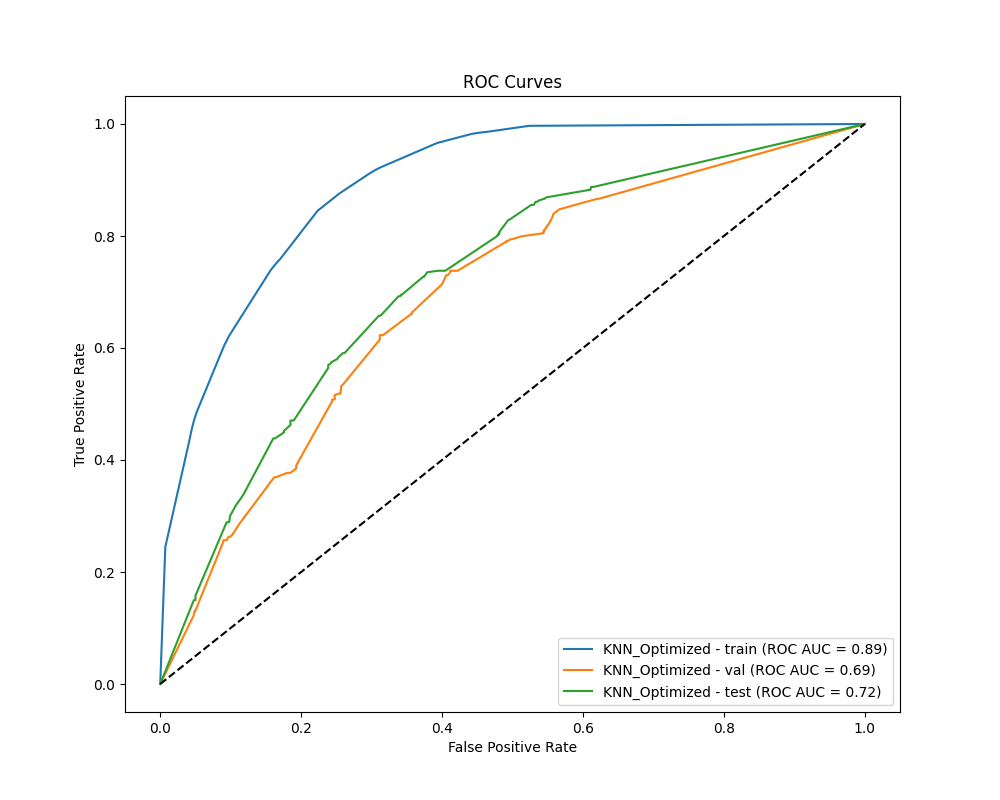 ROC Curves
True Positive Rate
1.0
0.8
0.6
0.4
0.2
0.0
0.0 0.2 0.4 0.6 0.8 1.0
False Positive Rate
KNN_Optimized - train (ROC AUC = 0.89)
KNN_Optimized - val (ROC AUC = 0.69)
KNN_Optimized - test (ROC AUC = 0.72)